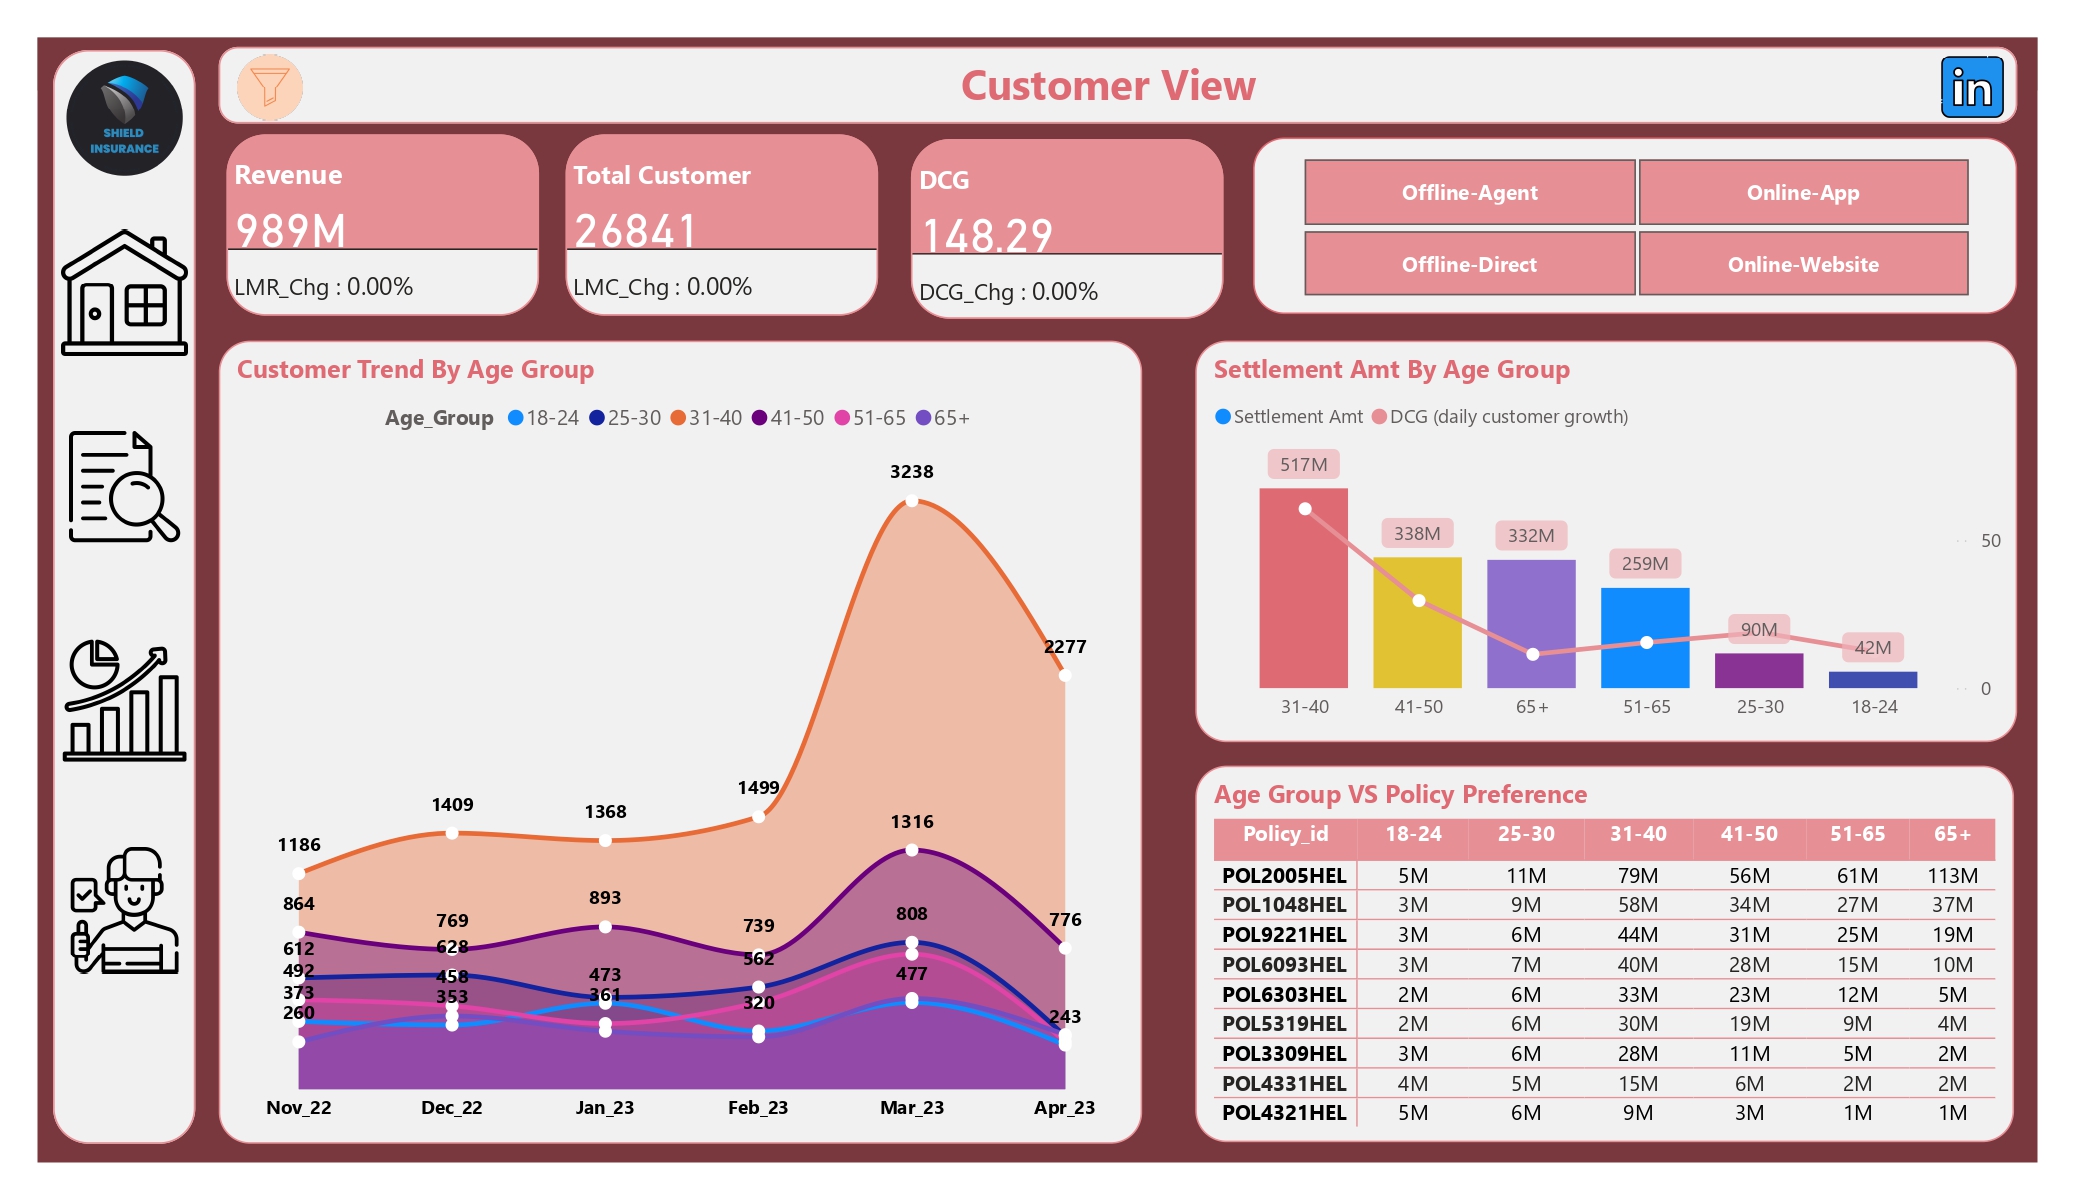 SHIELD
INSURANCE
Customer View
in
Revenue
989M
LMR_Chg : 0.00%
Total Customer
26841
LMC_Chg : 0.00%
DCG
148.29
DCG_Chg : 0.00%
Offline-Agent
Online-App
Offline-Direct
Online-Website
Customer Trend By Age Group
Age_Group 18-24 25-30 31-40 41-50 51-65 65+
3238
2277
1499
1409
1368
1316
1186
893
864
808
776
769
739
628
612
562
492
473
477
458
373
361
353
320
260
243
Nov_22 Dec_22 Jan_23 Feb_23 Mar_23 Apr_23
Settlement Amt By Age Group
Settlement Amt DCG (daily customer growth)
517M
338M
332M
259M
90M
42M
50
0
31-40 41-50 65+ 51-65 25-30 18-24
Age Group VS Policy Preference
Policy_id 18-24 25-30 31-40 41-50 51-65 65+
POL2005HEL 5M 11M 79M 56M 61M 113M
POL1048HEL 3M 9M 58M 34M 27M 37M
POL9221HEL 3M 6M 44M 31M 25M 19M
POL6093HEL 3M 7M 40M 28M 15M 10M
POL6303HEL 2M 6M 33M 23M 12M 5M
POL5319HEL 2M 6M 30M 19M 9M 4M
POL3309HEL 3M 6M 28M 11M 5M 2M
POL4331HEL 4M 5M 15M 6M 2M 2M
POL4321HEL 5M 6M 9M 3M 1M 1M